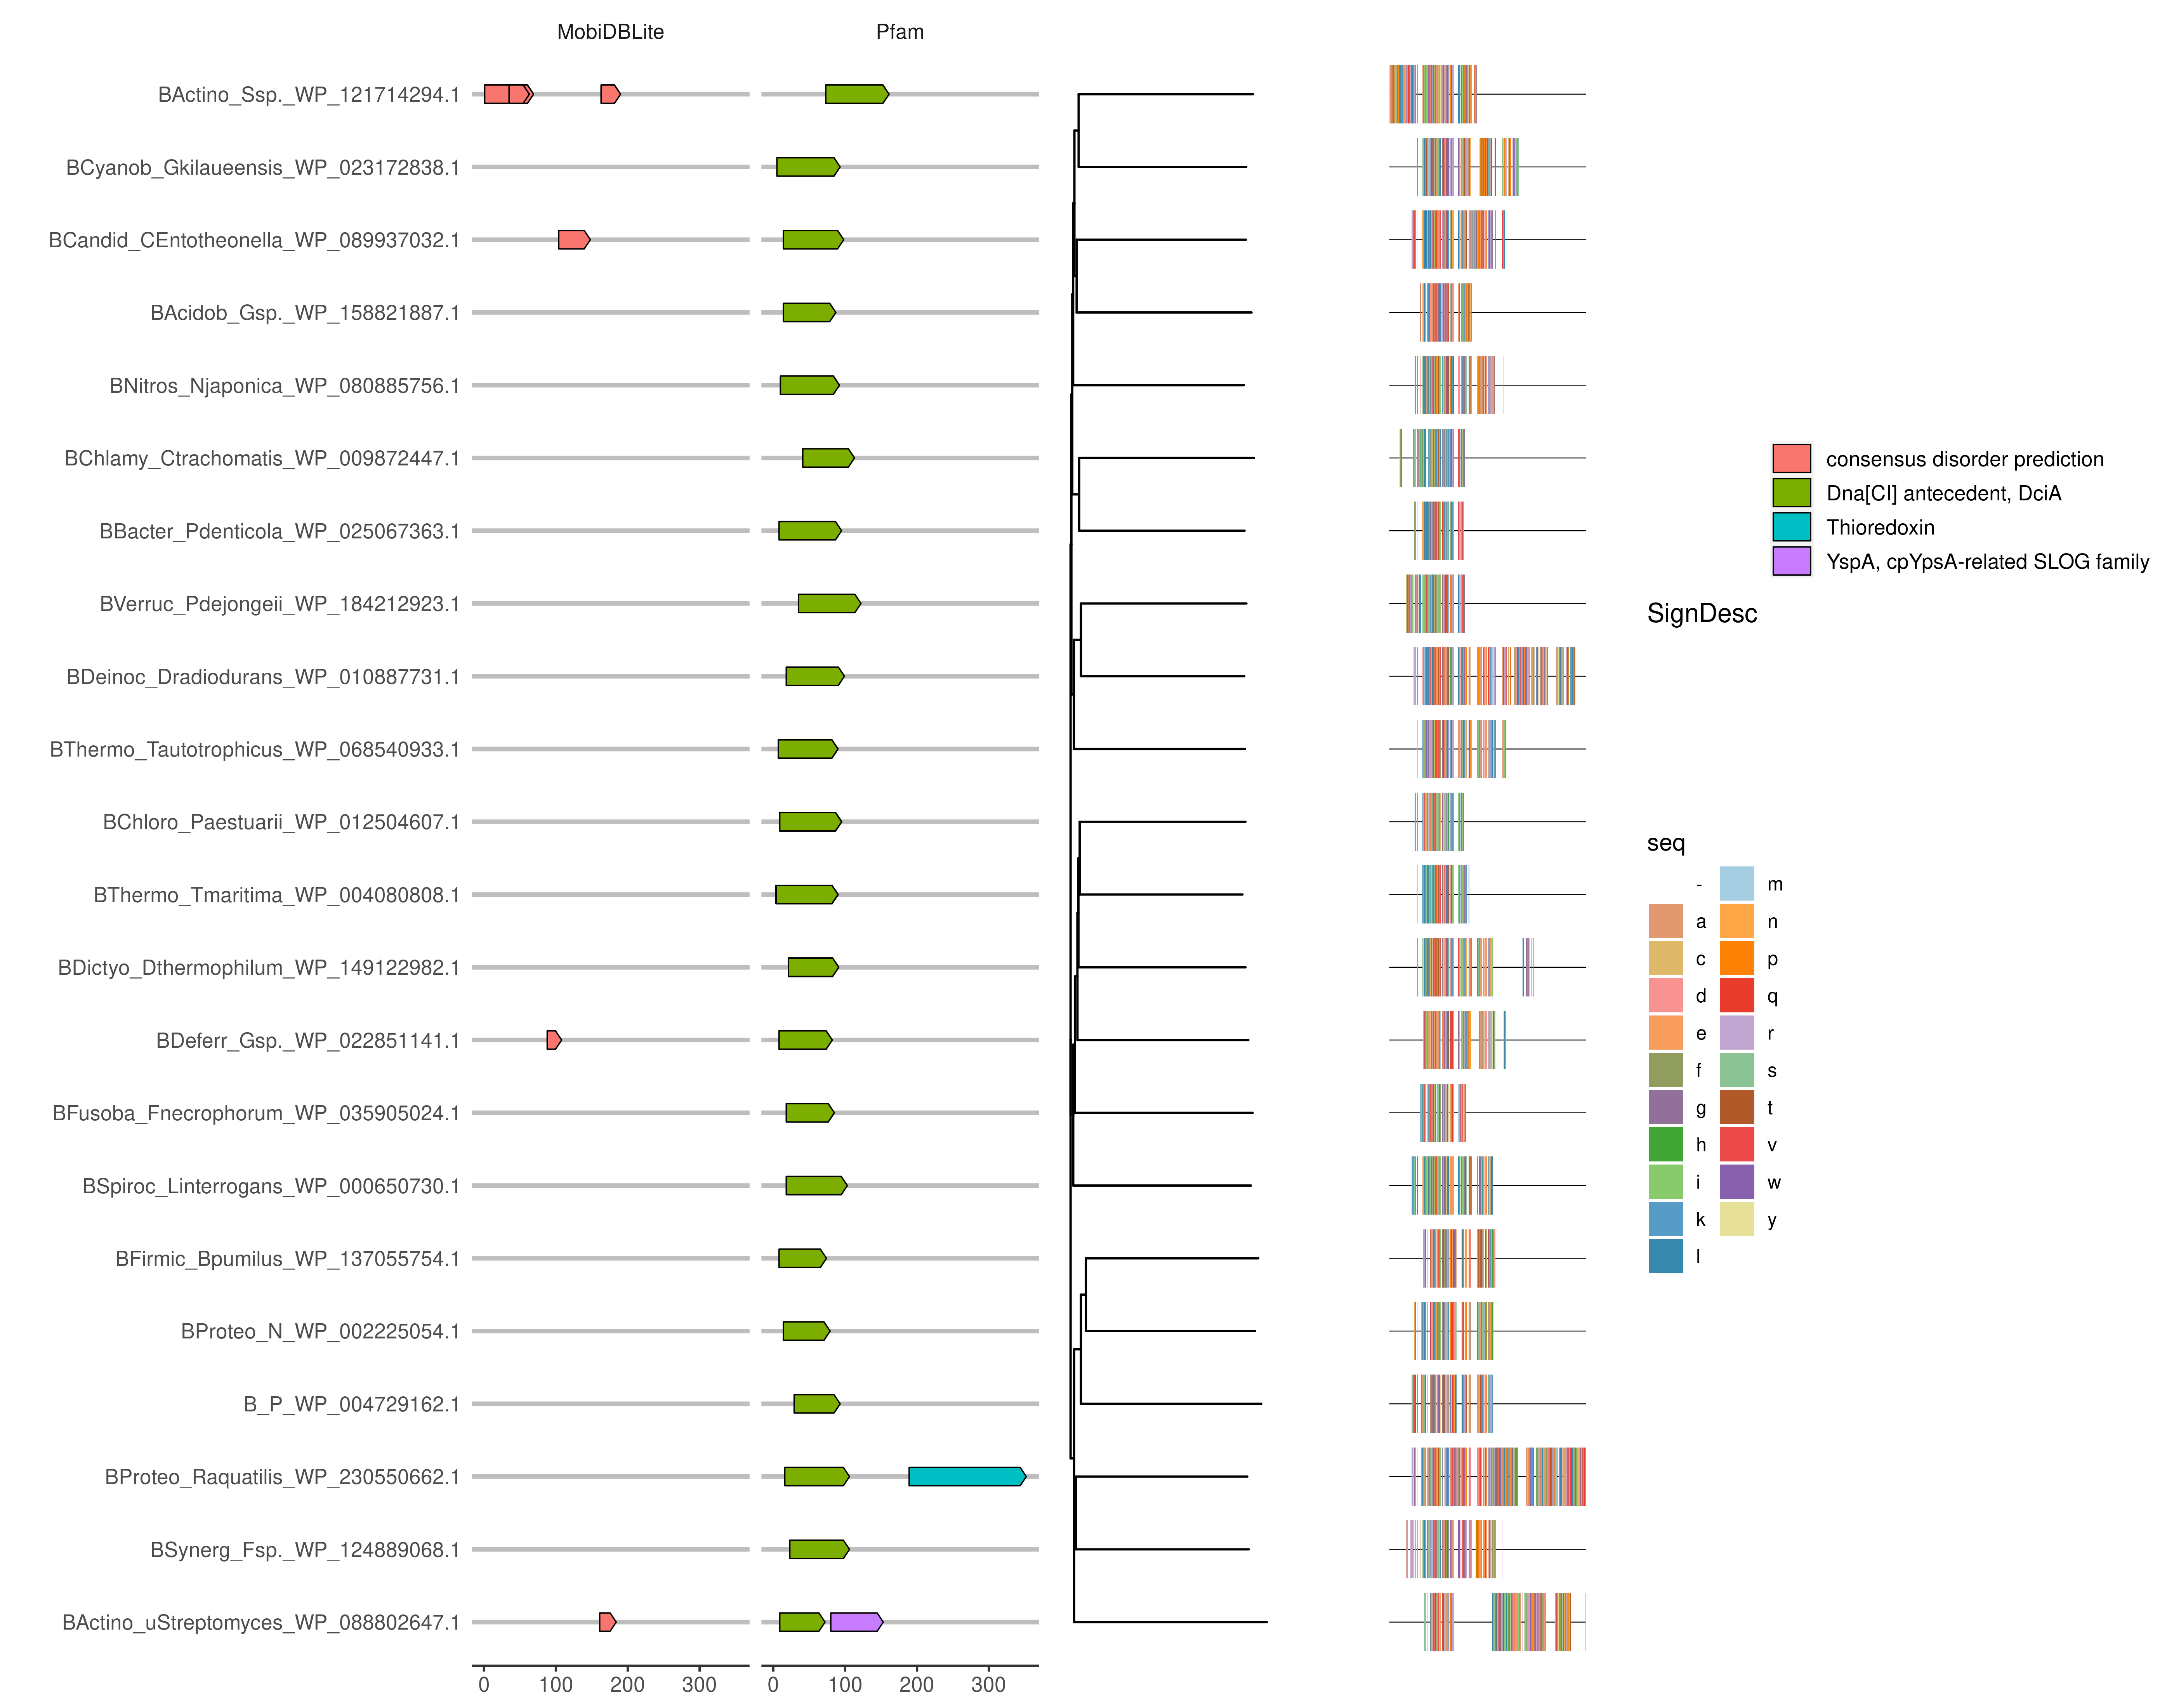 MobiDBLite Pfam
BActino_Ssp._WP_121714294.1
BCyanob_Gkilaueensis_WP_023172838.1
BCandid_CEntotheonella_WP_089937032.1
BAcidob_Gsp._WP_158821887.1
BNitros_Njaponica_WP_080885756.1
BChlamy_Ctrachomatis_WP_009872447.1
BBacter_Pdenticola_WP_025067363.1
BVerruc_Pdejongeii_WP_184212923.1
BDeinoc_Dradiodurans_WP_010887731.1
BThermo_Tautotrophicus_WP_068540933.1
BChloro_Paestuarii_WP_012504607.1
BThermo_Tmaritima_WP_004080808.1
BDictyo_Dthermophilum_WP_149122982.1
BDeferr_Gsp._WP_022851141.1
BFusoba_Fnecrophorum_WP_035905024.1
BSpiroc_Linterrogans_WP_000650730.1
BFirmic_Bpumilus_WP_137055754.1
BProteo_N_WP_002225054.1
B_P_WP_004729162.1
BProteo_Raquatilis_WP_230550662.1
BSynerg_Fsp._WP_124889068.1
BActino_uStreptomyces_WP_088802647.1
0 100 200 300 0 100 200 300
consensus disorder prediction
Dna[CI] antecedent, DciA
Thioredoxin
YspA, cpYpsA-related SLOG family
SignDesc
seq
- m
a n
c p
d q
e r
f s
g t
h v
i w
k y
l